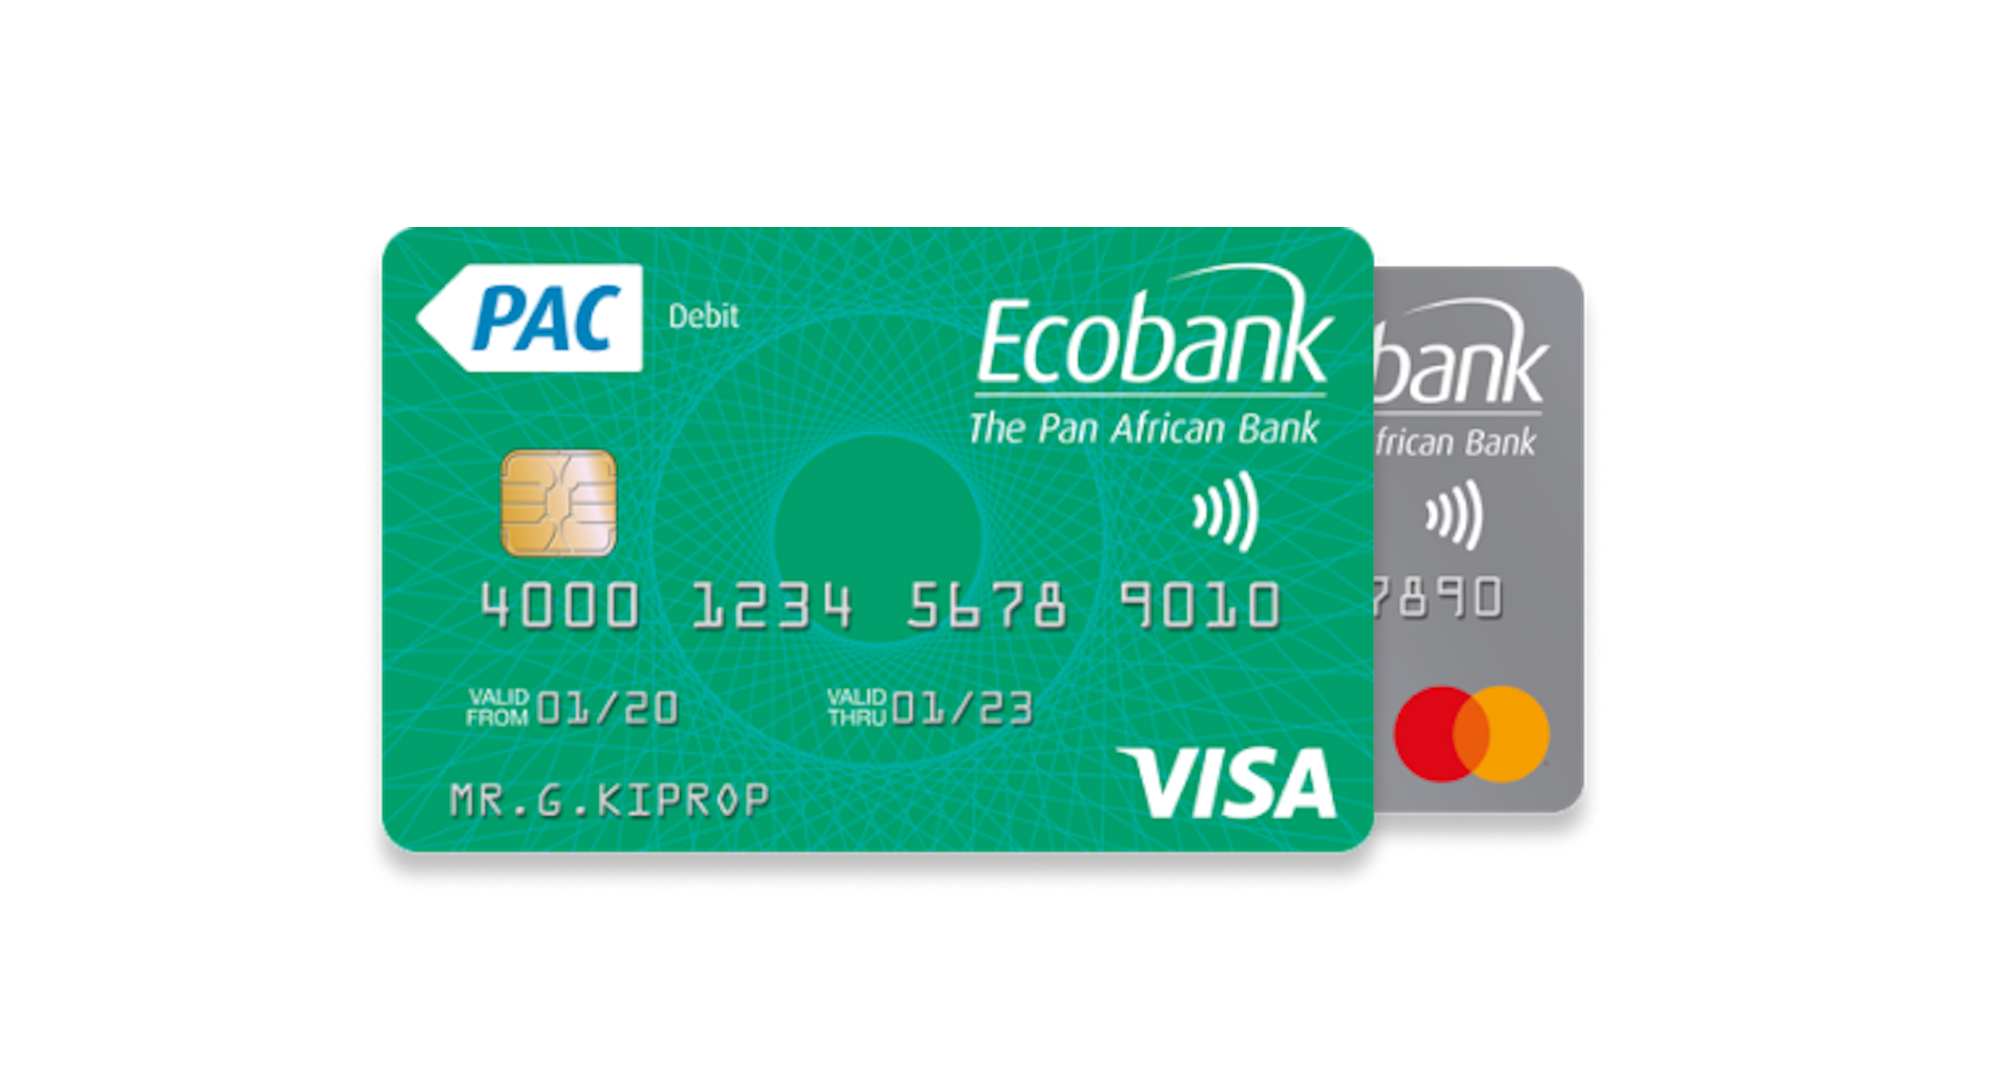 PAC
Debit
Ecobank
The Pan African Bank
4000 1234 5678 9010
VALID FROM 01/20
VALID THRU 01/23
MR.G.KIPROP
VISA
bank
frican Bank
7890